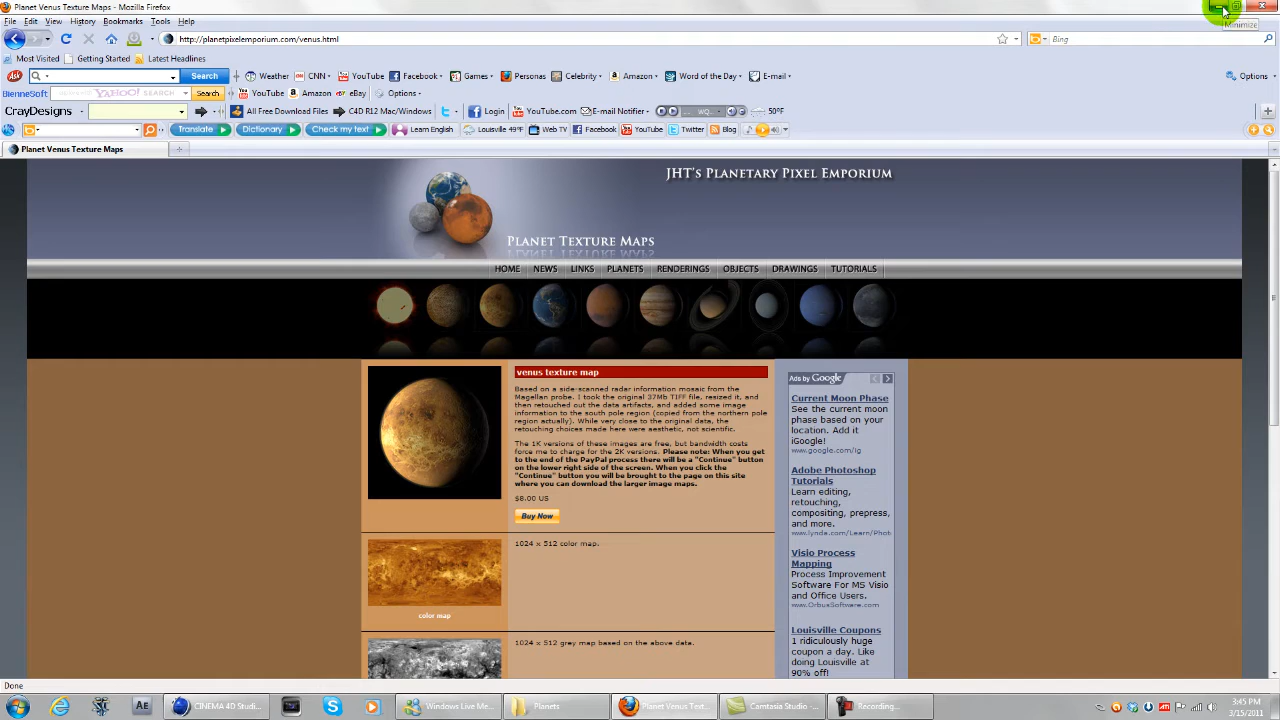 Planet Venus Texture Maps - Mozilla Firefox
Minimize
File Edit View History Bookmarks Tools Help
http://planetpixelemporium.com/venus.html
Bing
Most Visited Getting Started Latest Headlines
Ask Search Weather CNN YouTube Facebook Games Personas Celebrity Amazon Word of the Day E-mail Options
BienneSoft YAHOO! SEARCH Search YouTube Amazon eBay Options
CrayDesigns All Free Download Files C4D R12 Mac/Windows Login YouTube.com E-Mail Notifier WQ... 50°F
Translate Dictionary Check my text Learn English Louisville 49°F Web TV Facebook YouTube Twitter Blog
Planet Venus Texture Maps
JHT's Planetary Pixel Emporium
Planet Texture Maps
HOME NEWS LINKS PLANETS RENDERINGS OBJECTS DRAWINGS TUTORIALS
venus texture map
Based on a side-scanned radar information mosaic from the
Magellan probe. I took the original 37Mb TIFF file, resized it, and
then retouched out the data artifacts, and added some image
information to the south pole region (copied from the northern pole
region actually). While very close to the original data, the
retouching choices made here were aesthetic, not scientific.
The 1K versions of these images are free, but bandwidth costs
force me to charge for the 2K versions. Please note: When you get
to the end of the PayPal process there will be a "Continue" button
on the lower right side of the screen. When you click the
"Continue" button you will be brought to the page on this site
where you can download the larger image maps.
$8.00 US
Buy Now
1024 x 512 color map.
color map
1024 x 512 grey map based on the above data.
Ads by Google
Current Moon Phase
See the current moon
phase based on your
location. Add it
iGoogle!
www.google.com/ig
Adobe Photoshop
Tutorials
Learn editing,
retouching,
compositing, prepress,
and more.
www.lynda.com/Learn/Phot
Visio Process
Mapping
Process Improvement
Software For MS Visio
and Office Users.
www.OrbusSoftware.com
Louisville Coupons
1 ridiculously huge
coupon a day. Like
doing Louisville at
90% off!
Done
Ae CINEMA 4D Studi... Windows Live Me... Planets Planet Venus Text... Camtasia Studio -... Recording...
3:45 PM
3/15/2011